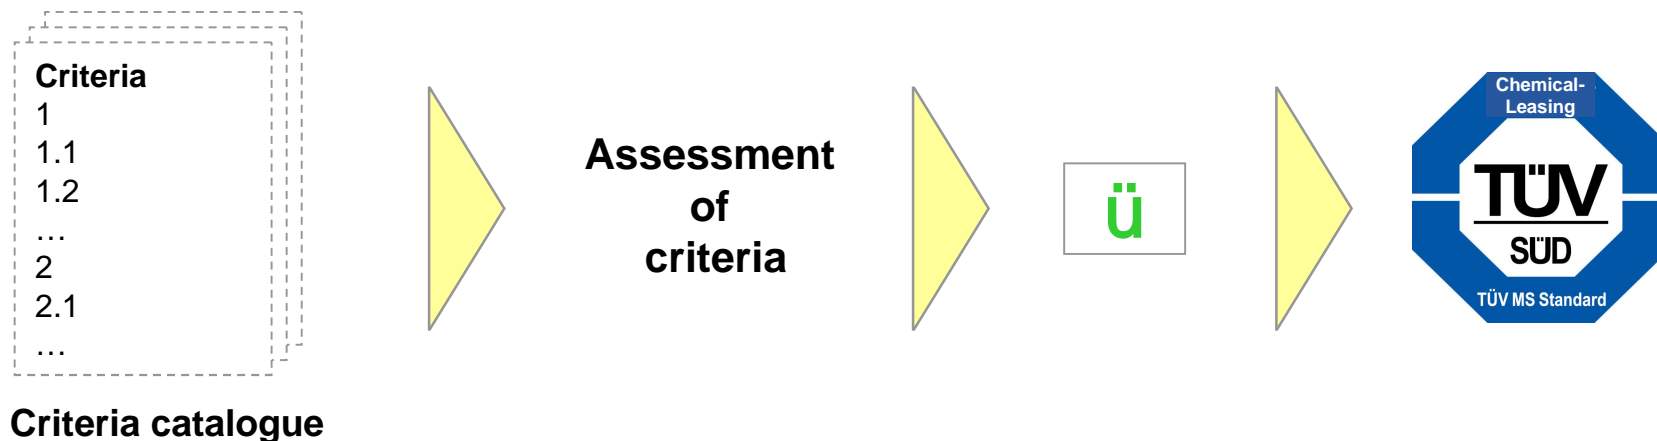 Criteria
1
1.1
1.2
…
2
2.1
…
Criteria catalogue
Assessment
of
criteria
ü
Chemical-
Leasing
TÜV
SÜD
TÜV MS Standard